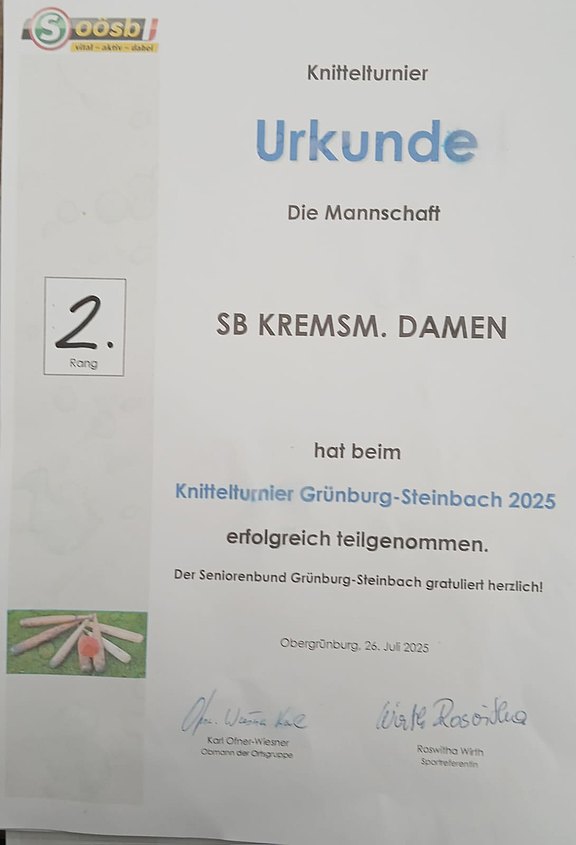 S oösb
vital – aktiv – dabei
Knittelturnier
Urkunde
Die Mannschaft
2.
Rang
SB KREMSM. DAMEN
hat beim
Knittelturnier Grünburg-Steinbach 2025
erfolgreich teilgenommen.
Der Seniorenbund Grünburg-Steinbach gratuliert herzlich!
Obergrünburg, 26. Juli 2025
Wirth Roswitha
Karl Ofner-Wiesner
Obmann der Ortsgruppe
Roswitha Wirth
Sportreferentin